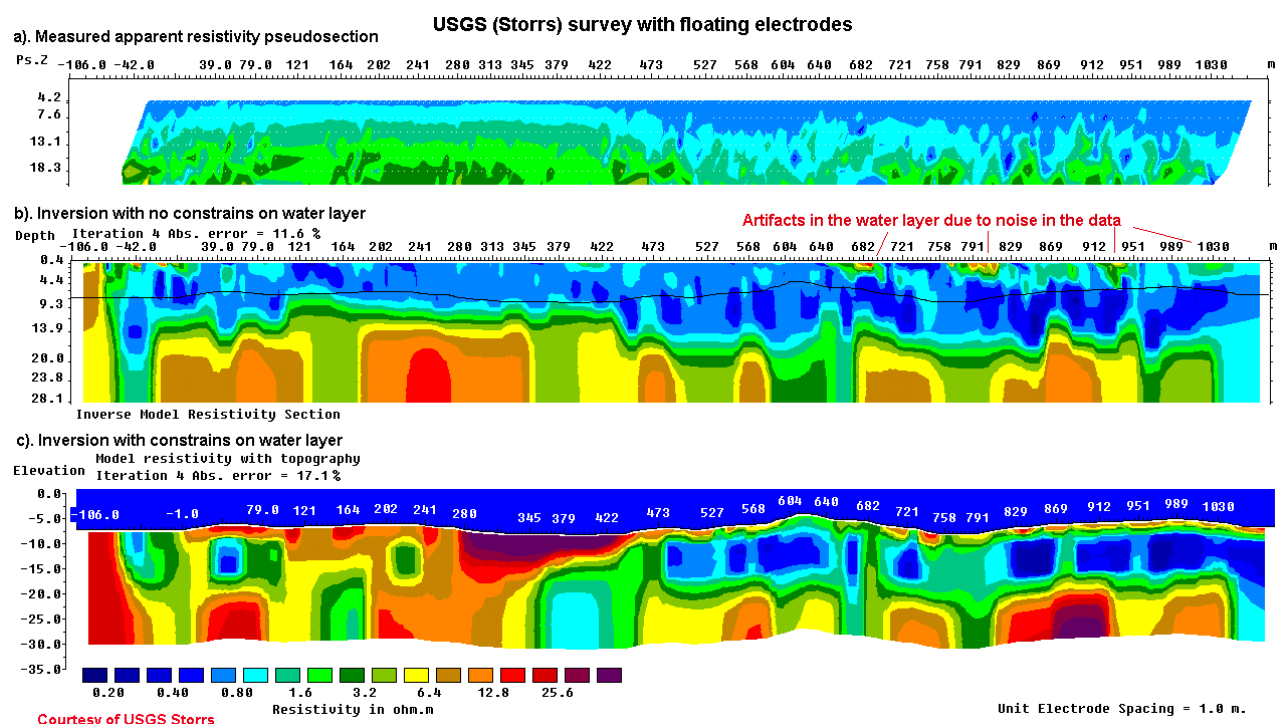 USGS (Storrs) survey with floating electrodes
a). Measured apparent resistivity pseudosection
Ps.Z -106.0 -42.0 39.0 79.0 121 164 202 241 280 313 345 379 422 473 527 568 604 640 682 721 758 791 829 869 912 951 989 1030 m
4.2
7.6
13.1
18.3
b). Inversion with no constrains on water layer
Artifacts in the water layer due to noise in the data
Depth Iteration 4 Abs. error = 11.6 %
-106.0 -42.0 39.0 79.0 121 164 202 241 280 313 345 379 422 473 527 568 604 640 682 721 758 791 829 869 912 951 989 1030 m
0.4
4.4
9.3
13.9
20.0
23.8
28.1
Inverse Model Resistivity Section
c). Inversion with constrains on water layer
Model resistivity with topography
Elevation Iteration 4 Abs. error = 17.1 %
0.0
-5.0
-106.0 -1.0 79.0 121 164 202 241 280 345 379 422 473 527 568 604 640 682 721 758 791 829 869 912 951 989 1030
-10.0
-15.0
-20.0
-25.0
-30.0
-35.0
0.20 0.40 0.80 1.6 3.2 6.4 12.8 25.6
Resistivity in ohm.m
Unit Electrode Spacing = 1.0 m.
Courtesy of USGS Storrs